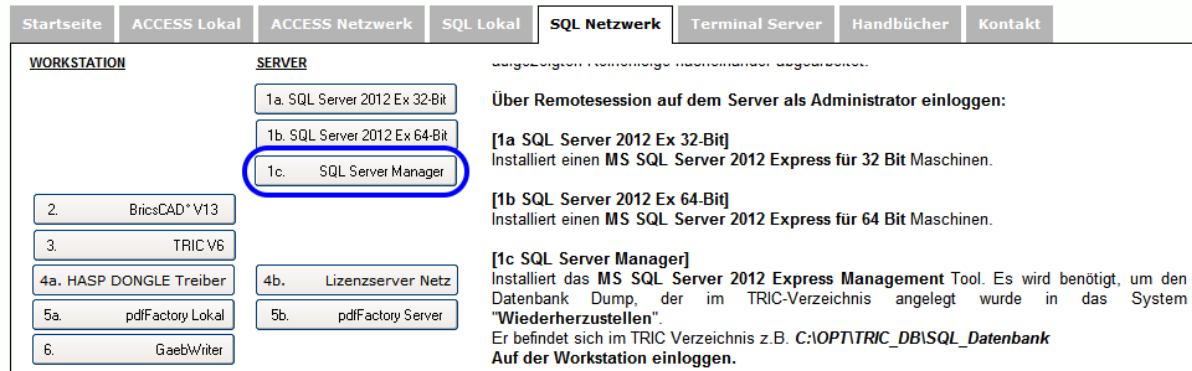 Startseite
ACCESS Lokal
ACCESS Netzwerk
SQL Lokal
SQL Netzwerk
Terminal Server
Handbücher
Kontakt
WORKSTATION
2. BricsCAD* V13
3. TRIC V6
4a. HASP DONGLE Treiber
5a. pdfFactory Lokal
6. GaebWriter
SERVER
1a. SQL Server 2012 Ex 32-Bit
1b. SQL Server 2012 Ex 64-Bit
1c. SQL Server Manager
4b. Lizenzserver Netz
5b. pdfFactory Server
Über Remotesession auf dem Server als Administrator einloggen:
[1a SQL Server 2012 Ex 32-Bit]
Installiert einen MS SQL Server 2012 Express für 32 Bit Maschinen.
[1b SQL Server 2012 Ex 64-Bit]
Installiert einen MS SQL Server 2012 Express für 64 Bit Maschinen.
[1c SQL Server Manager]
Installiert das MS SQL Server 2012 Express Management Tool. Es wird benötigt, um den
Datenbank Dump, der im TRIC-Verzeichnis angelegt wurde in das System
"Wiederherzustellen".
Er befindet sich im TRIC Verzeichnis z.B. C:\OPT\TRIC_DB\SQL_Datenbank
Auf der Workstation einloggen.